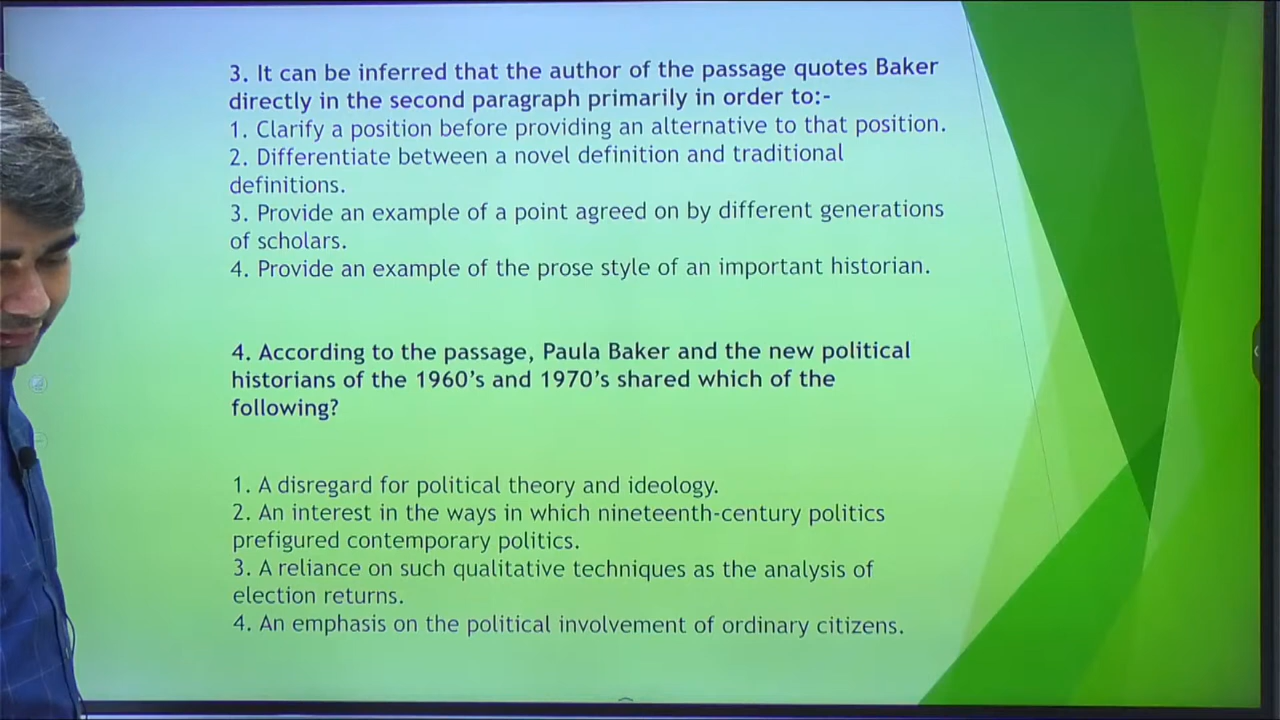 3. It can be inferred that the author of the passage quotes Baker
directly in the second paragraph primarily in order to:-
1. Clarify a position before providing an alternative to that position.
2. Differentiate between a novel definition and traditional
definitions.
3. Provide an example of a point agreed on by different generations
of scholars.
4. Provide an example of the prose style of an important historian.
4. According to the passage, Paula Baker and the new political
historians of the 1960’s and 1970’s shared which of the
following?
1. A disregard for political theory and ideology.
2. An interest in the ways in which nineteenth-century politics
prefigured contemporary politics.
3. A reliance on such qualitative techniques as the analysis of
election returns.
4. An emphasis on the political involvement of ordinary citizens.